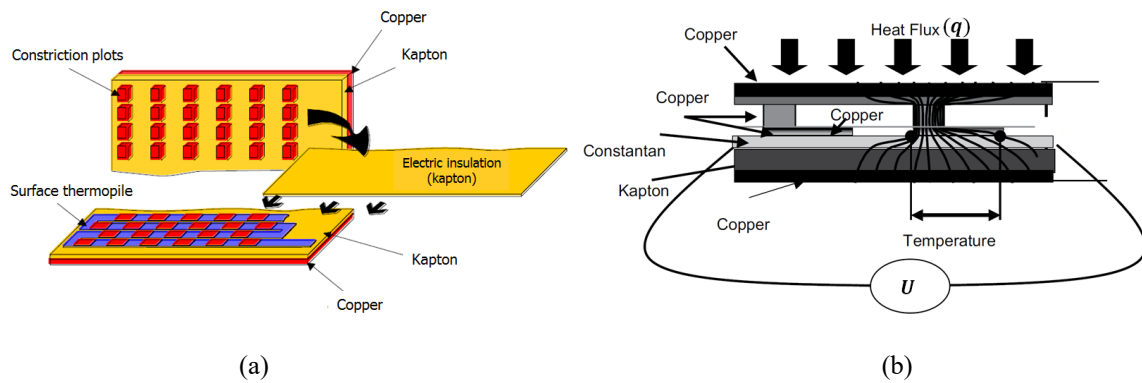 Copper
Constriction plots
Kapton
Electric insulation
(kapton)
Surface thermopile
Kapton
Copper
(a)
Heat Flux (q)
Copper
Copper
Copper
Constantan
Kapton
Copper
Temperature
U
(b)